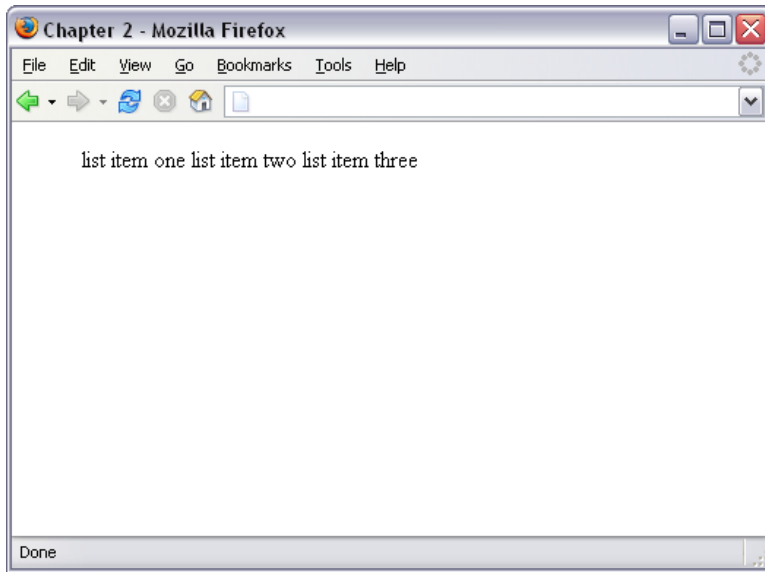 Chapter 2 - Mozilla Firefox
File Edit View Go Bookmarks Tools Help
list item one list item two list item three
Done